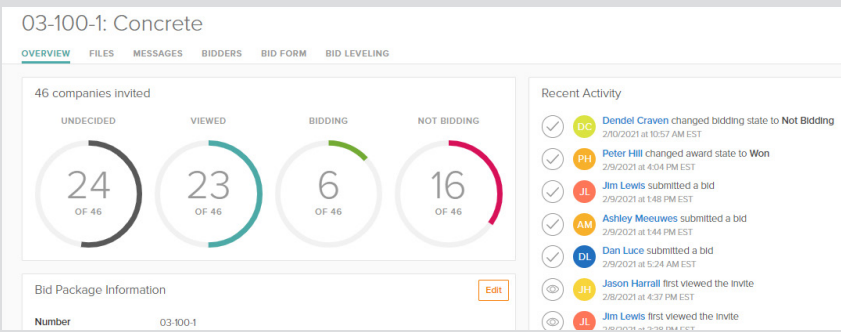 03-100-1: Concrete
OVERVIEW FILES MESSAGES BIDDERS BID FORM BID LEVELING
46 companies invited
UNDECIDED VIEWED BIDDING NOT BIDDING
24 23 6 16
OF 46 OF 46 OF 46 OF 46
Bid Package Information Edit
Number 03-100-1
Recent Activity
DC Dendel Craven changed bidding state to Not Bidding
2/10/2021 at 10:57 AM EST
PH Peter Hill changed award state to Won
2/9/2021 at 4:04 PM EST
JL Jim Lewis submitted a bid
2/9/2021 at 1:48 PM EST
AM Ashley Meeuwes submitted a bid
2/9/2021 at 1:44 PM EST
DL Dan Luce submitted a bid
2/9/2021 at 5:24 AM EST
JH Jason Harrall first viewed the invite
2/8/2021 at 4:37 PM EST
JL Jim Lewis first viewed the invite